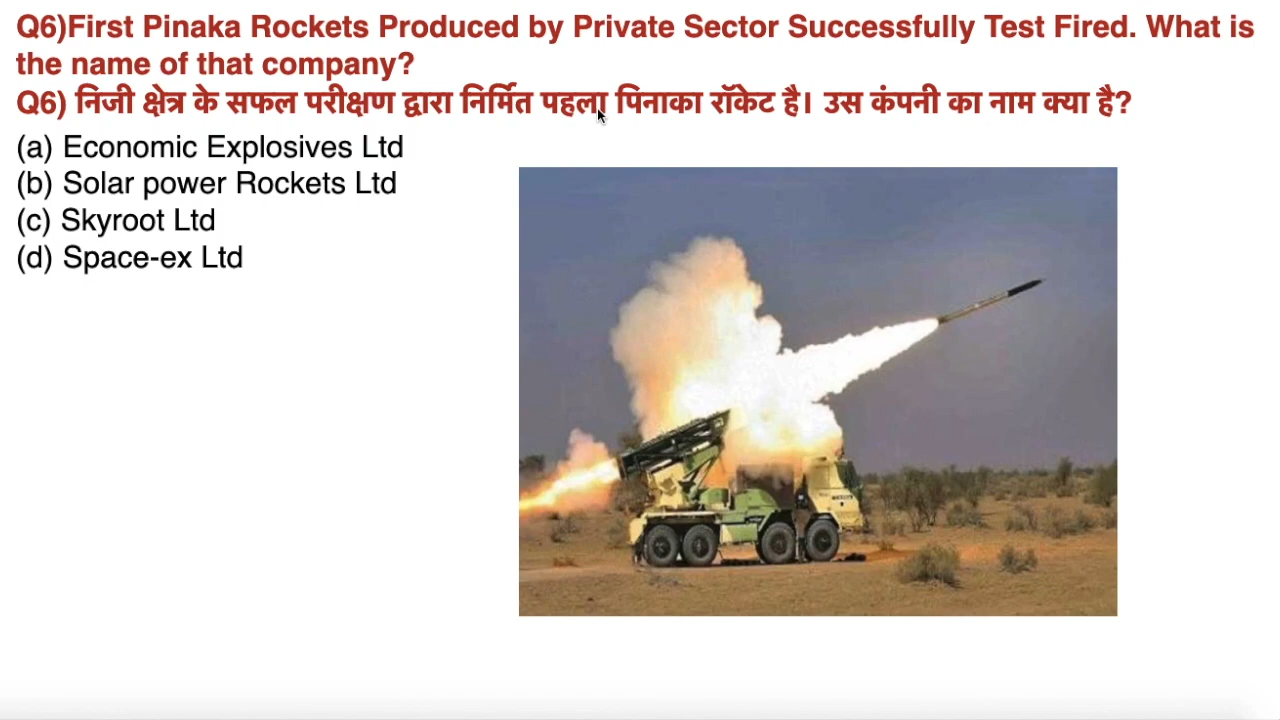 Q6)First Pinaka Rockets Produced by Private Sector Successfully Test Fired. What is
the name of that company?
Q6) निजी क्षेत्र के सफल परीक्षण द्वारा निर्मित पहला पिनाका रॉकेट है। उस कंपनी का नाम क्या है?
(a) Economic Explosives Ltd
(b) Solar power Rockets Ltd
(c) Skyroot Ltd
(d) Space-ex Ltd